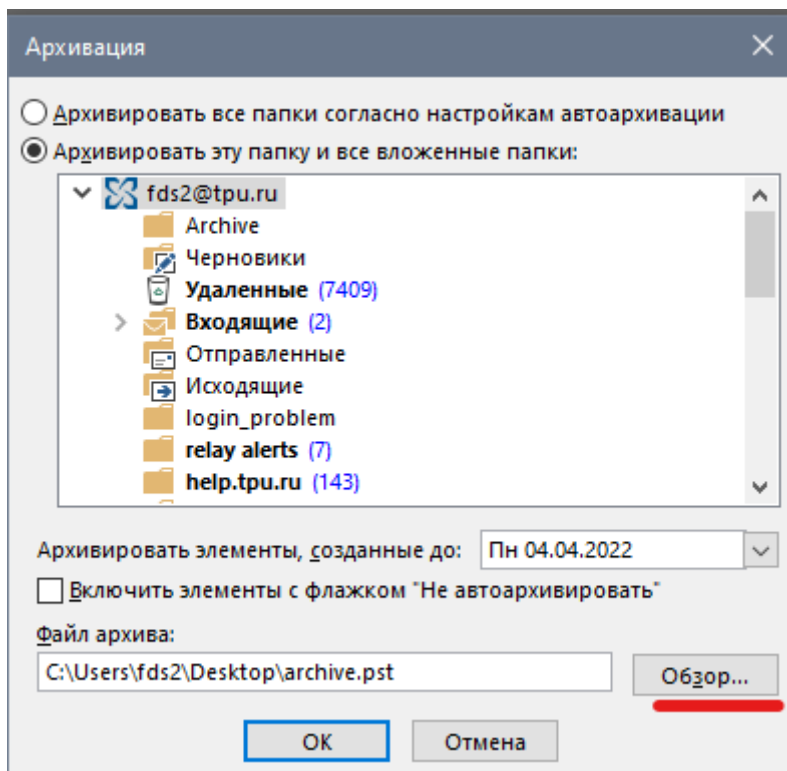 Архивация
Архивировать все папки согласно настройкам автоархивации
Архивировать эту папку и все вложенные папки:
fds2@tpu.ru
Archive
Черновики
Удаленные (7409)
Входящие (2)
Отправленные
Исходящие
login_problem
relay alerts (7)
help.tpu.ru (143)
Архивировать элементы, созданные до: Пн 04.04.2022
Включить элементы с флажком "Не автоархивировать"
Файл архива:
C:\Users\fds2\Desktop\archive.pst Обзор...
ОК Отмена